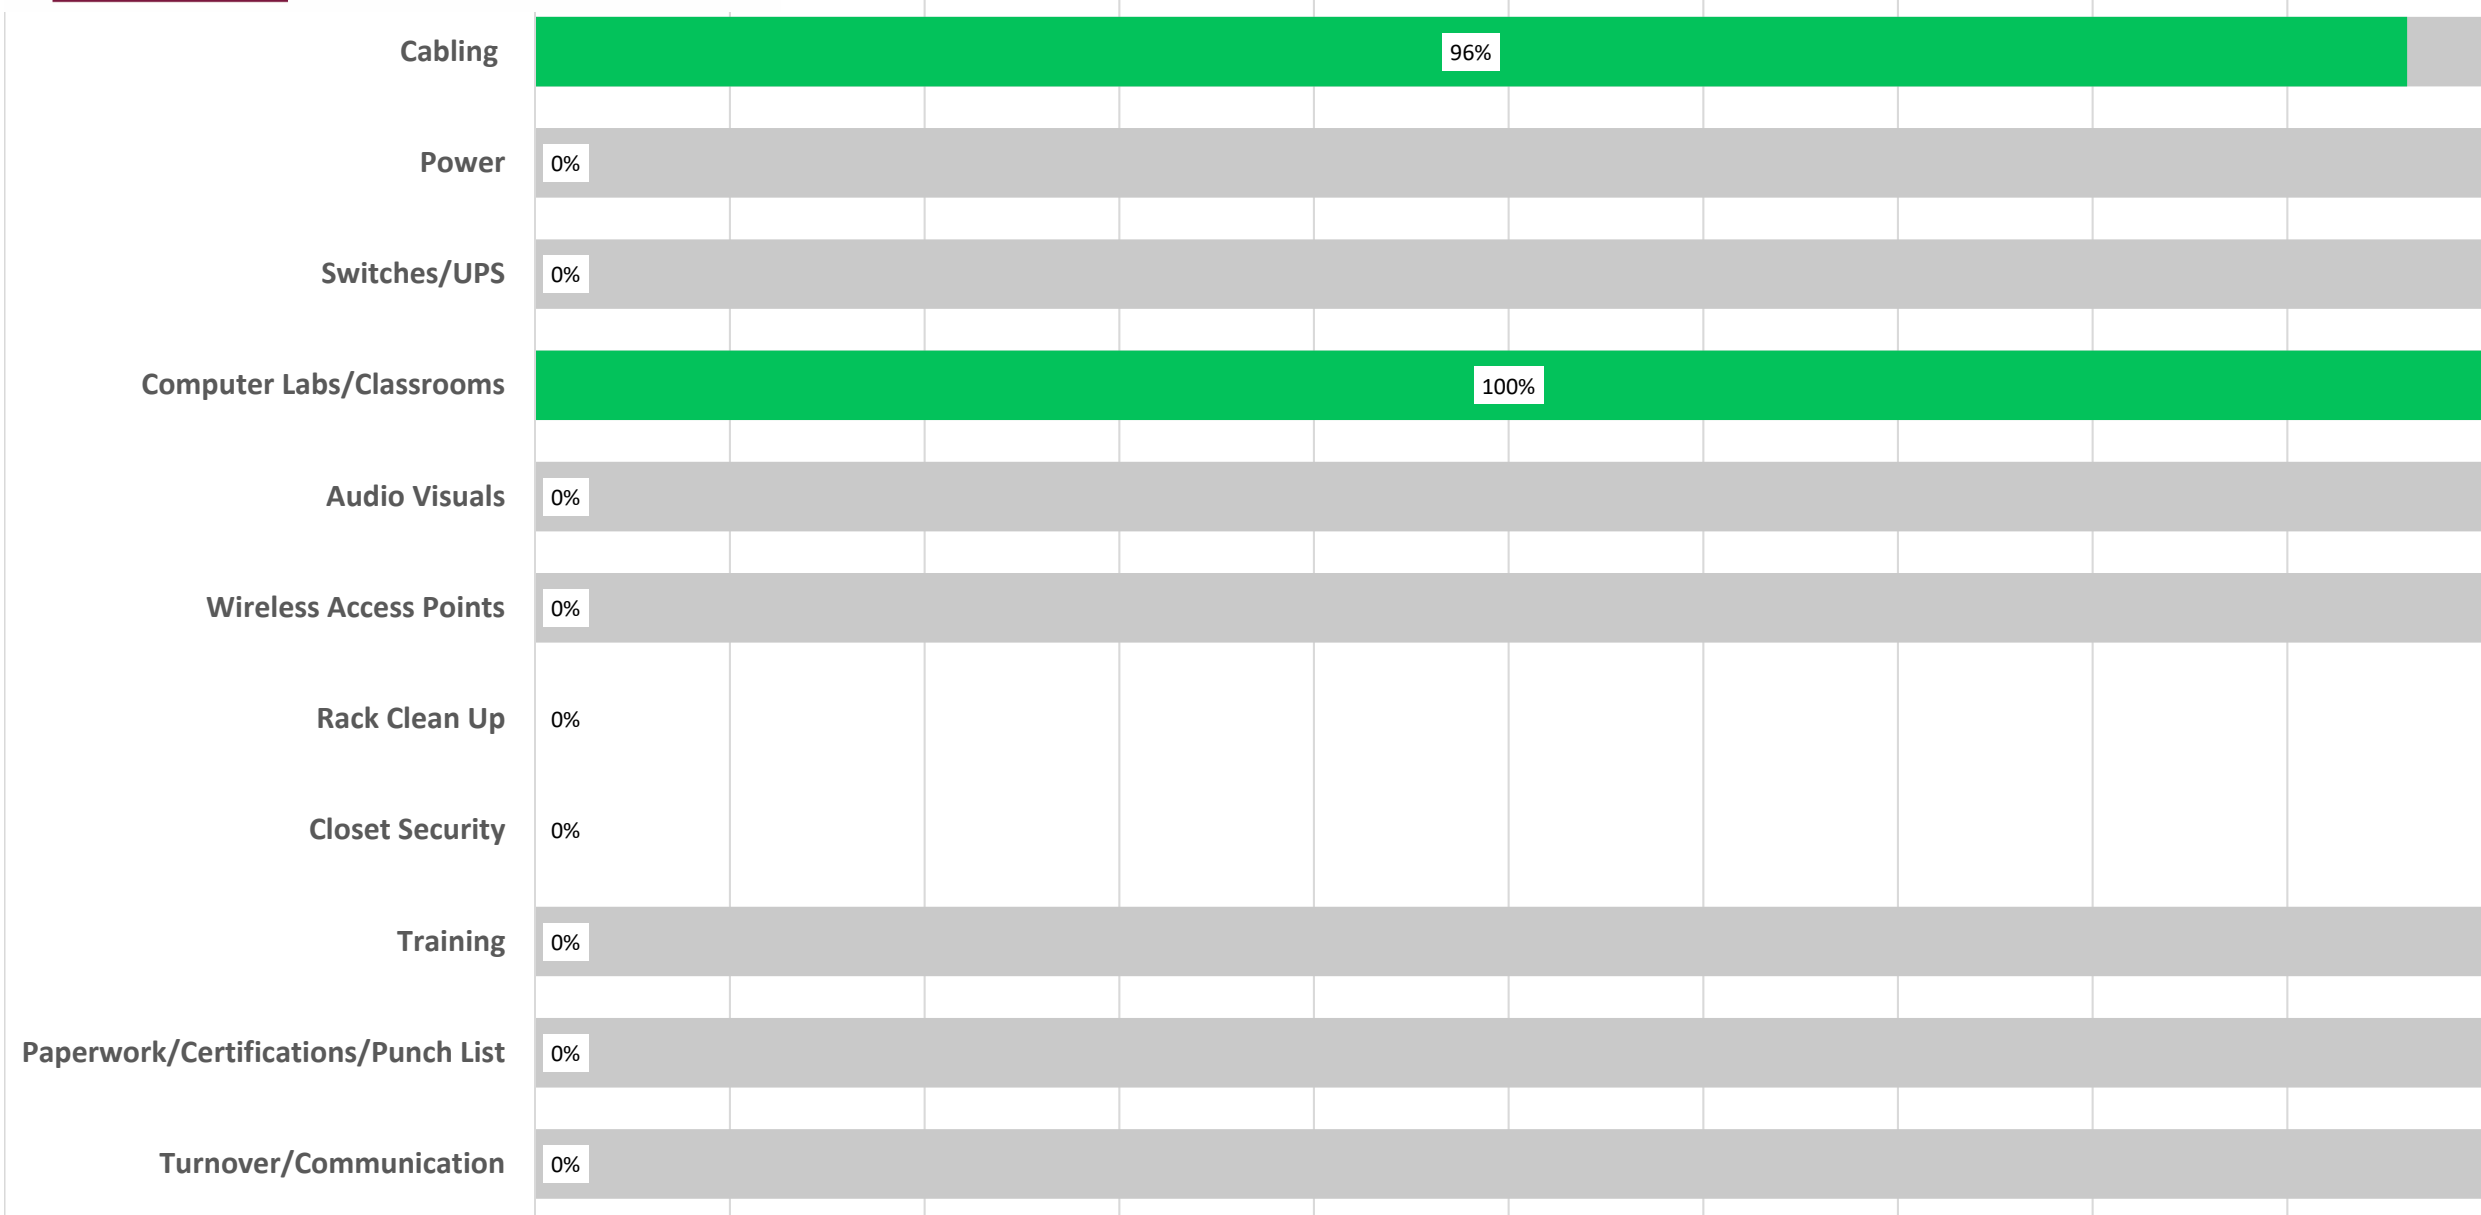 Cabling 96%
Power 0%
Switches/UPS 0%
Computer Labs/Classrooms 100%
Audio Visuals 0%
Wireless Access Points 0%
Rack Clean Up 0%
Closet Security 0%
Training 0%
Paperwork/Certifications/Punch List 0%
Turnover/Communication 0%